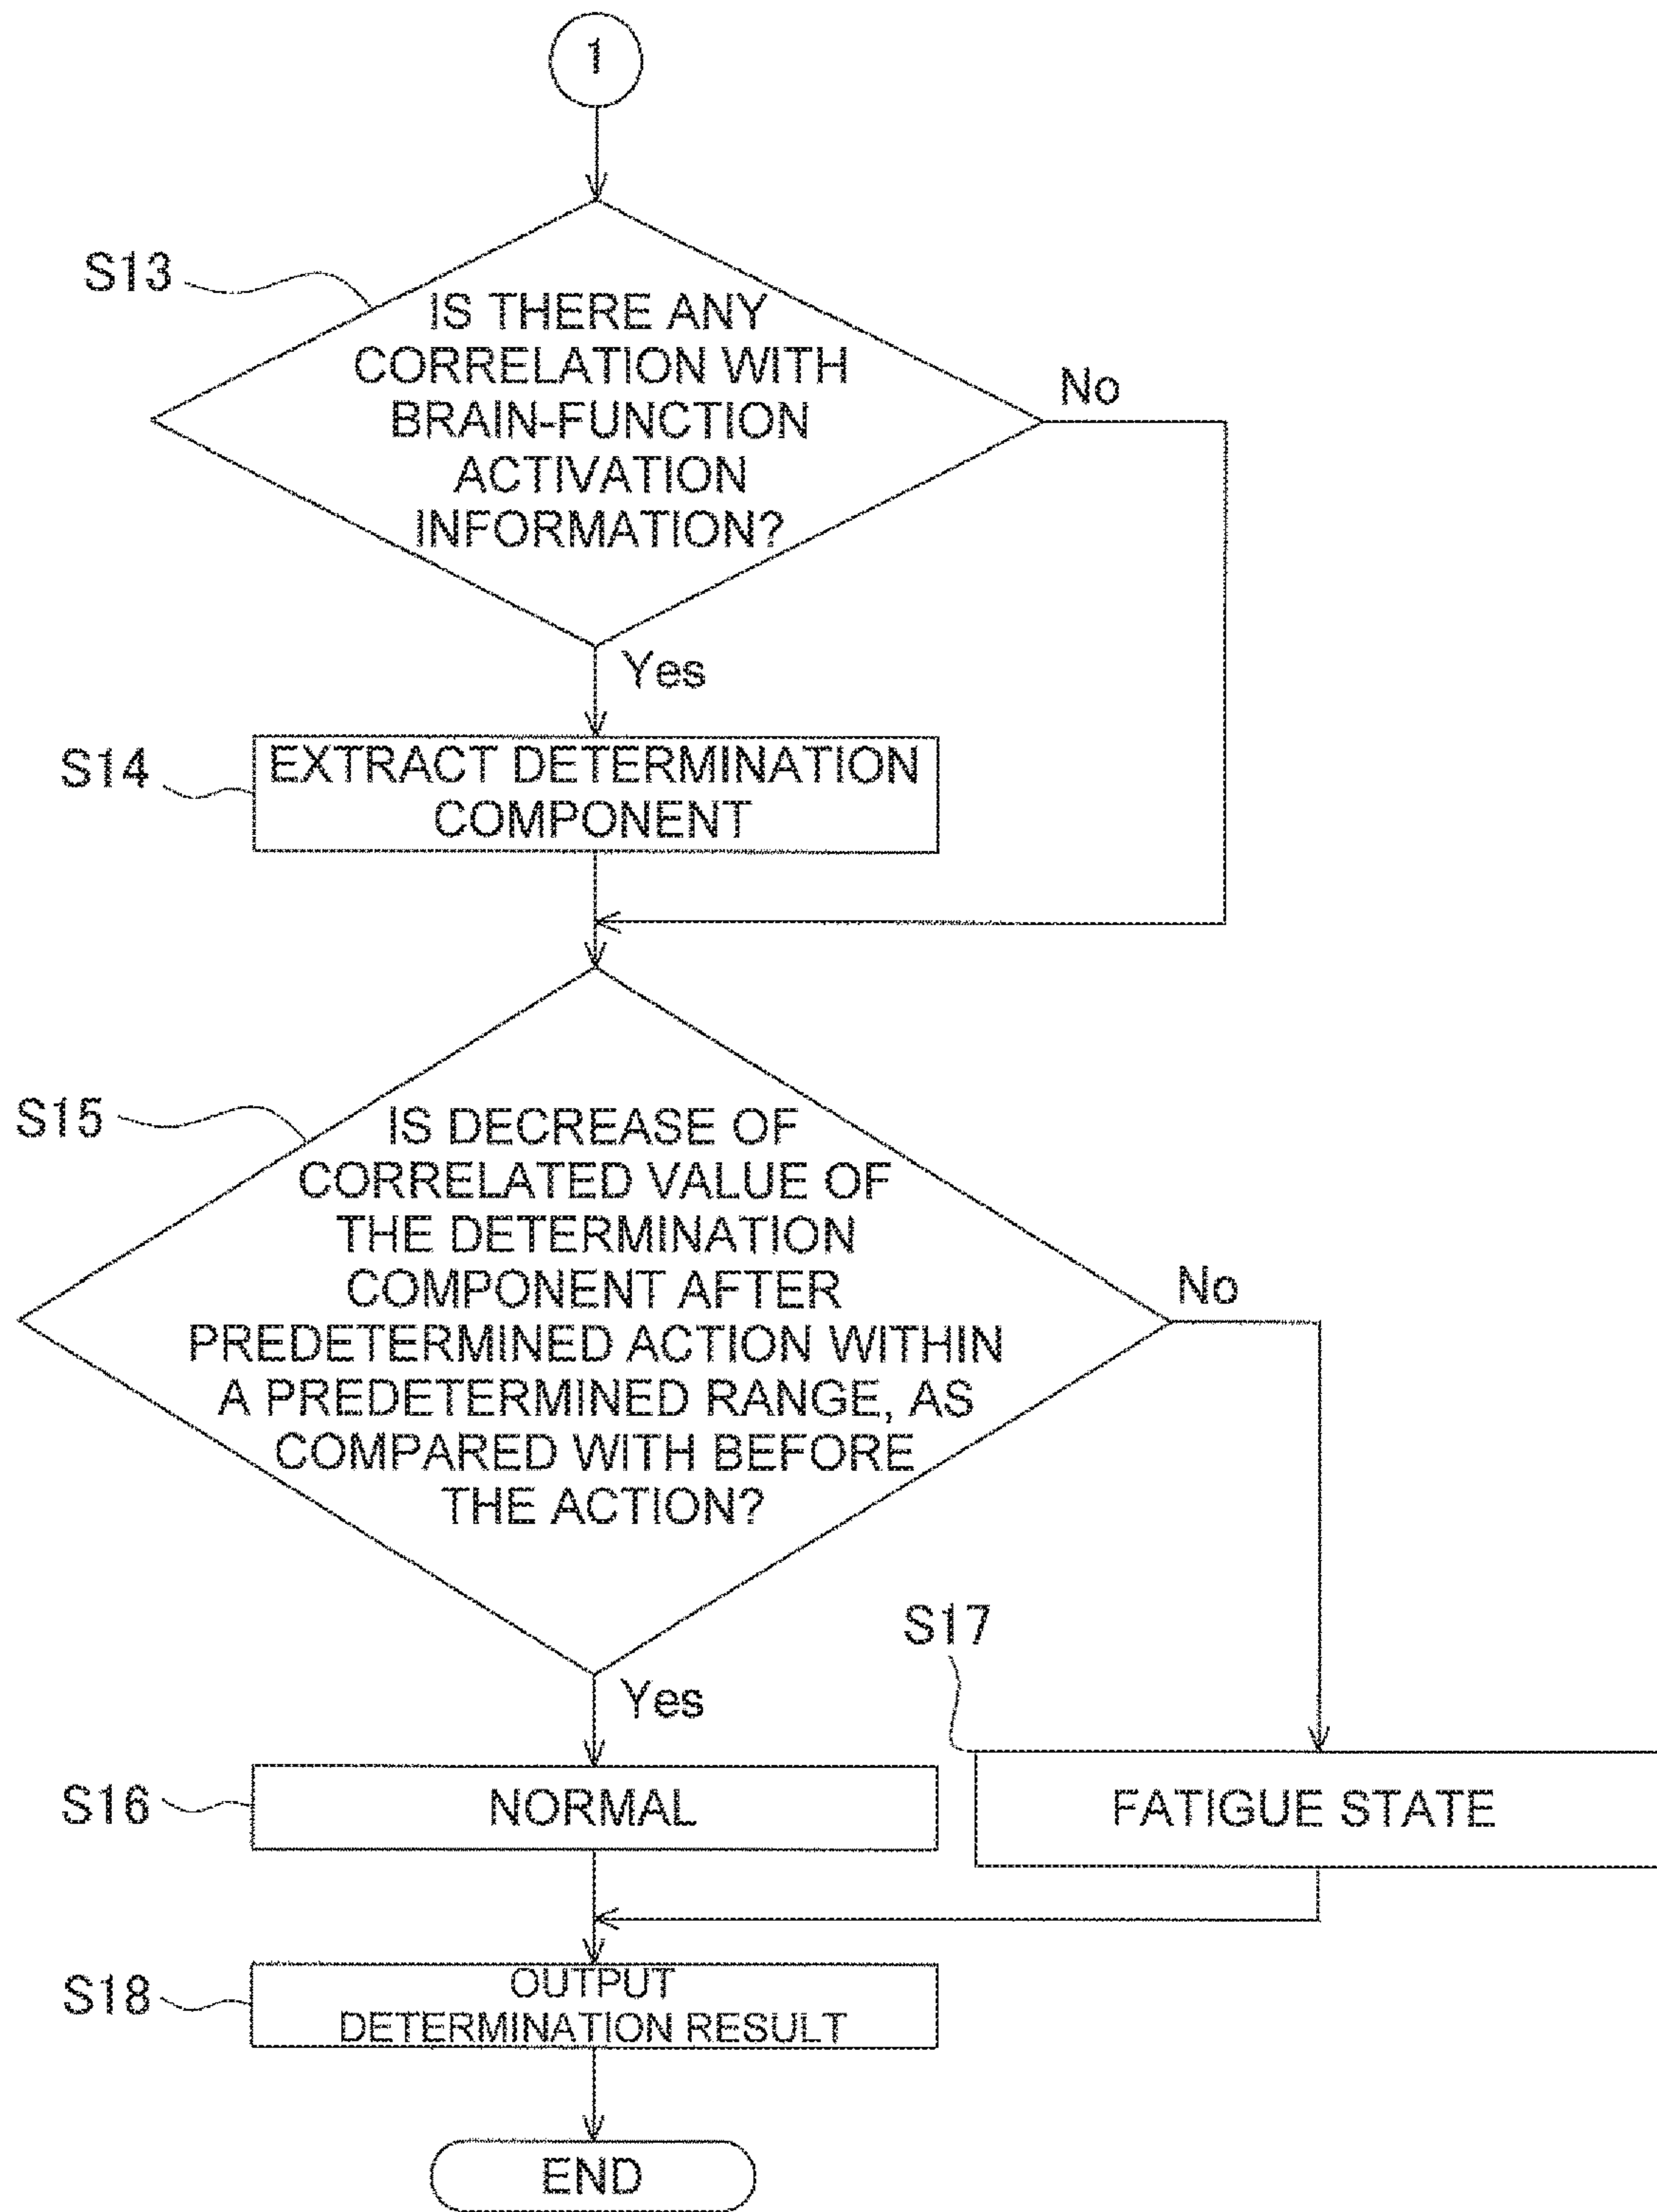 1
S13
IS THERE ANY
CORRELATION WITH
BRAIN-FUNCTION
ACTIVATION
INFORMATION?
No
Yes
S14
EXTRACT DETERMINATION
COMPONENT
S15
IS DECREASE OF
CORRELATED VALUE OF
THE DETERMINATION
COMPONENT AFTER
PREDETERMINED ACTION WITHIN
A PREDETERMINED RANGE, AS
COMPARED WITH BEFORE
THE ACTION?
No
Yes
S17
S16
NORMAL
FATIGUE STATE
S18
OUTPUT
DETERMINATION RESULT
END